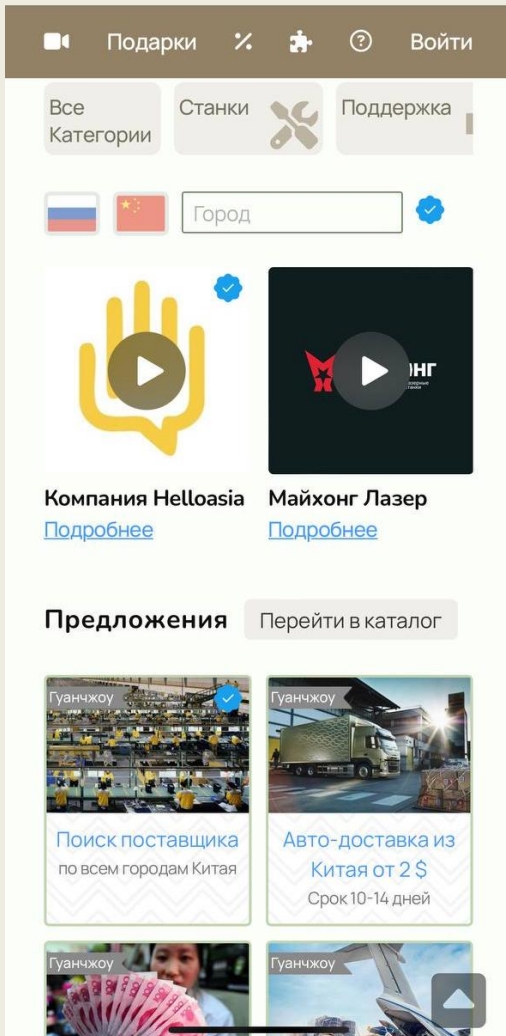 Подарки
Войти
Все
Категории
Станки
Поддержка
Город
Компания Helloasia
Майхонг Лазер
Подробнее
Подробнее
Предложения
Перейти в каталог
Гуанчжоу
Гуанчжоу
Поиск поставщика
по всем городам Китая
Авто-доставка из
Китая от 2 $
Срок 10-14 дней
Гуанчжоу
Гуанчжоу